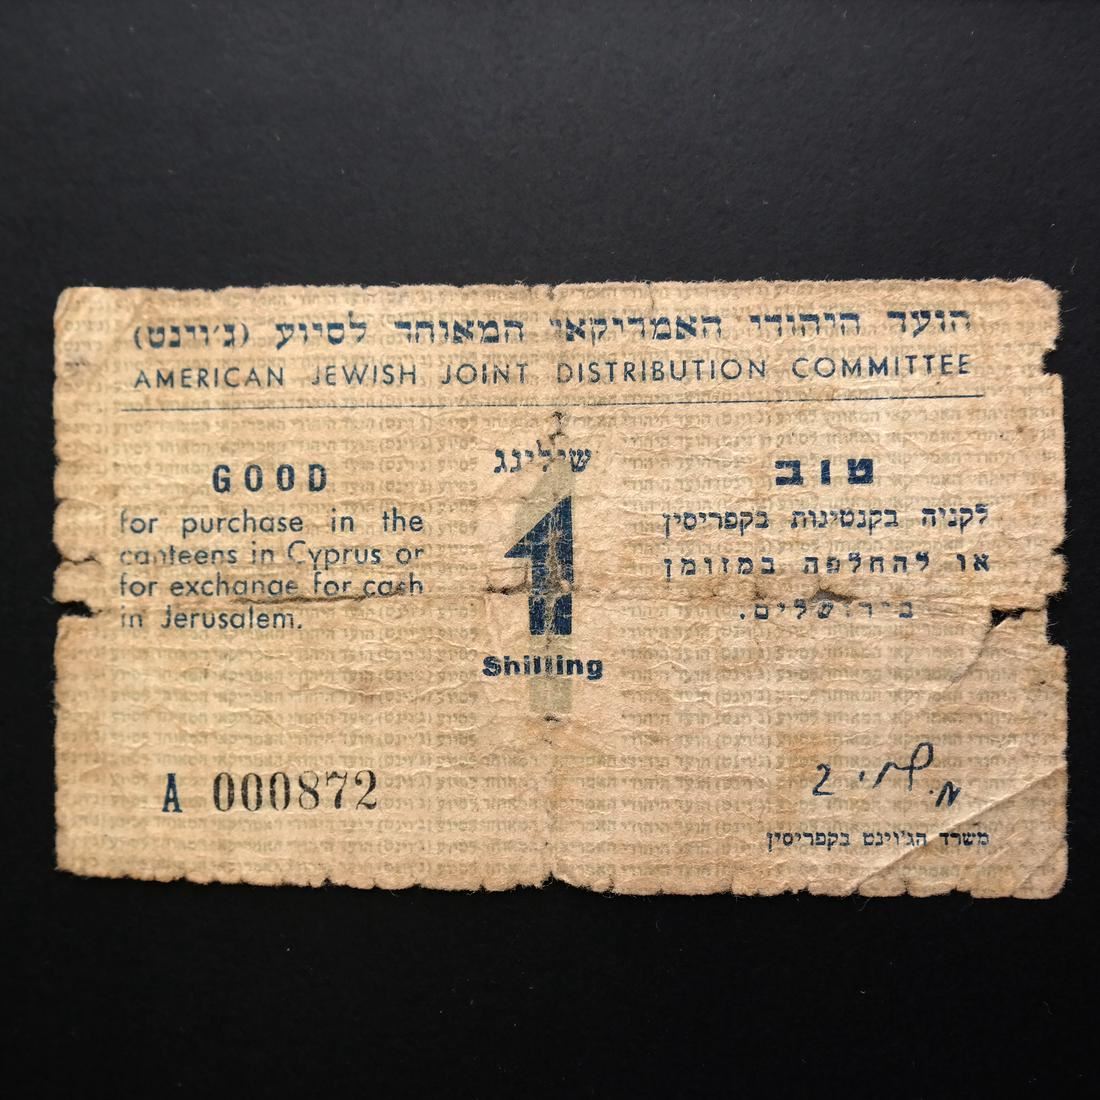 הועד היהודי האמריקאי המאוחד לסיוע (ג'וינט)
AMERICAN JEWISH JOINT DISTRIBUTION COMMITTEE
GOOD
for purchase in the
canteens in Cyprus or
for exchange for cash
in Jerusalem.
שילינג
1
Shilling
טוב
לקניה בקנטינות בקפריסין
או להחלפה במזומן
בירושלים.
A 000872
משרד הג'וינט בקפריסין